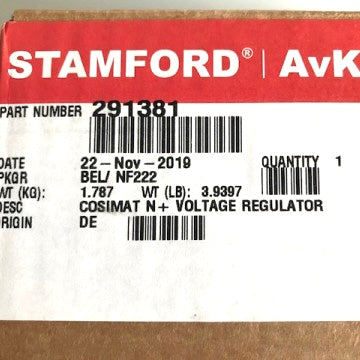 STAMFORD® | AvK
PART NUMBER 291381
DATE 22-Nov-2019 QUANTITY 1
PKGR BEL/ NF222
WT (KG): 1.787 WT (LB): 3.9397
DESC COSIMAT N+ VOLTAGE REGULATOR
ORIGIN DE